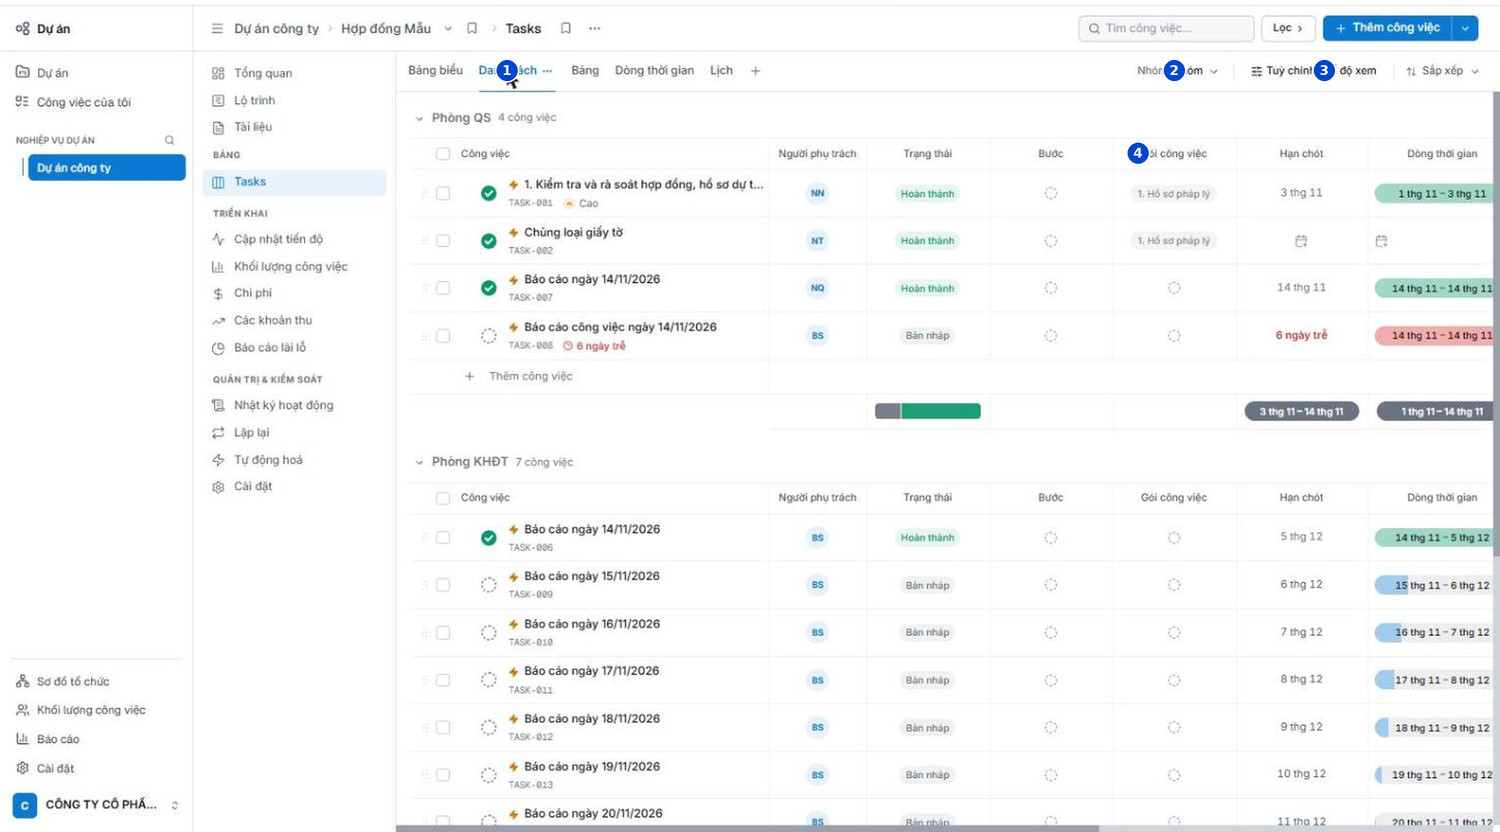 Dự án
Dự án công ty
Hợp đồng Mẫu
Tasks
Tìm công việc...
Lọc
Thêm công việc
Dự án
Công việc của tôi
NGHIỆP VỤ DỰ ÁN
Dự án công ty
Sơ đồ tổ chức
Khối lượng công việc
Báo cáo
Cài đặt
C
CÔNG TY CỔ PHẦ...
Tổng quan
Lộ trình
Tài liệu
BẢNG
Tasks
TRIỂN KHAI
Cập nhật tiến độ
Khối lượng công việc
Chi phí
Các khoản thu
Báo cáo lãi lỗ
QUẢN TRỊ & KIỂM SOÁT
Nhật ký hoạt động
Lặp lại
Tự động hoá
Cài đặt
Bảng biểu
1
Bảng
Dòng thời gian
Lịch
2
Tuỳ chỉnh 3 độ xem
Sắp xếp
Phòng QS 4 công việc
Công việc Người phụ trách Trạng thái Bước 4 công việc Hạn chót Dòng thời gian
1. Kiểm tra và rà soát hợp đồng, hồ sơ dự t... NN Hoàn thành 1. Hồ sơ pháp lý 3 thg 11 1 thg 11 – 3 thg 11
TASK-001 Cao
Chủng loại giấy tờ NT Hoàn thành 1. Hồ sơ pháp lý
TASK-002
Báo cáo ngày 14/11/2026 NQ Hoàn thành 14 thg 11 14 thg 11 – 14 thg 11
TASK-007
Báo cáo công việc ngày 14/11/2026 BS Bản nháp 6 ngày trễ 14 thg 11 – 14 thg 11
TASK-008 6 ngày trễ
Thêm công việc
3 thg 11 – 14 thg 11 1 thg 11 – 14 thg 11
Phòng KHĐT 7 công việc
Công việc Người phụ trách Trạng thái Bước Gói công việc Hạn chót Dòng thời gian
Báo cáo ngày 14/11/2026 BS Hoàn thành 5 thg 12 14 thg 11 – 5 thg 12
TASK-006
Báo cáo ngày 15/11/2026 BS Bản nháp 6 thg 12 15 thg 11 – 6 thg 12
TASK-009
Báo cáo ngày 16/11/2026 BS Bản nháp 7 thg 12 16 thg 11 – 7 thg 12
TASK-010
Báo cáo ngày 17/11/2026 BS Bản nháp 8 thg 12 17 thg 11 – 8 thg 12
TASK-011
Báo cáo ngày 18/11/2026 BS Bản nháp 9 thg 12 18 thg 11 – 9 thg 12
TASK-012
Báo cáo ngày 19/11/2026 BS Bản nháp 10 thg 12 19 thg 11 – 10 thg 12
TASK-013
Báo cáo ngày 20/11/2026 BS Bản nháp 11 thg 12 20 thg 11 – 11 thg 12